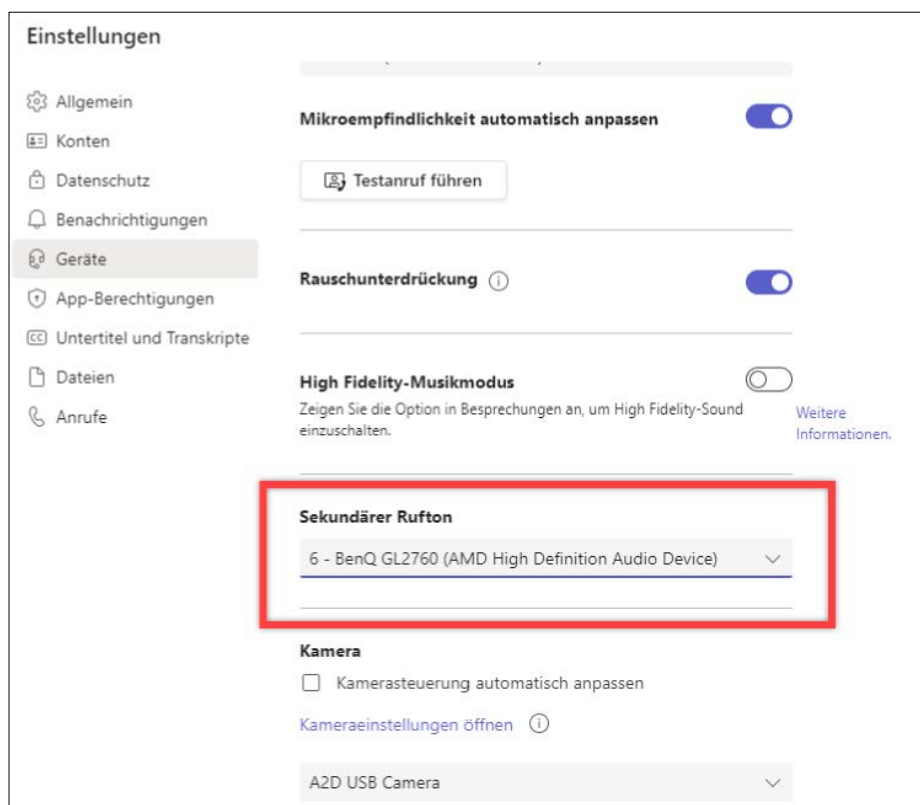 Einstellungen
Allgemein
Konten
Datenschutz
Benachrichtigungen
Geräte
App-Berechtigungen
Untertitel und Transkripte
Dateien
Anrufe
Mikroempfindlichkeit automatisch anpassen
Testanruf führen
Rauschunterdrückung
High Fidelity-Musikmodus
Zeigen Sie die Option in Besprechungen an, um High Fidelity-Sound
einzuschalten.
Weitere
Informationen.
Sekundärer Rufton
6 - BenQ GL2760 (AMD High Definition Audio Device)
Kamera
Kamerasteuerung automatisch anpassen
Kameraeinstellungen öffnen
A2D USB Camera